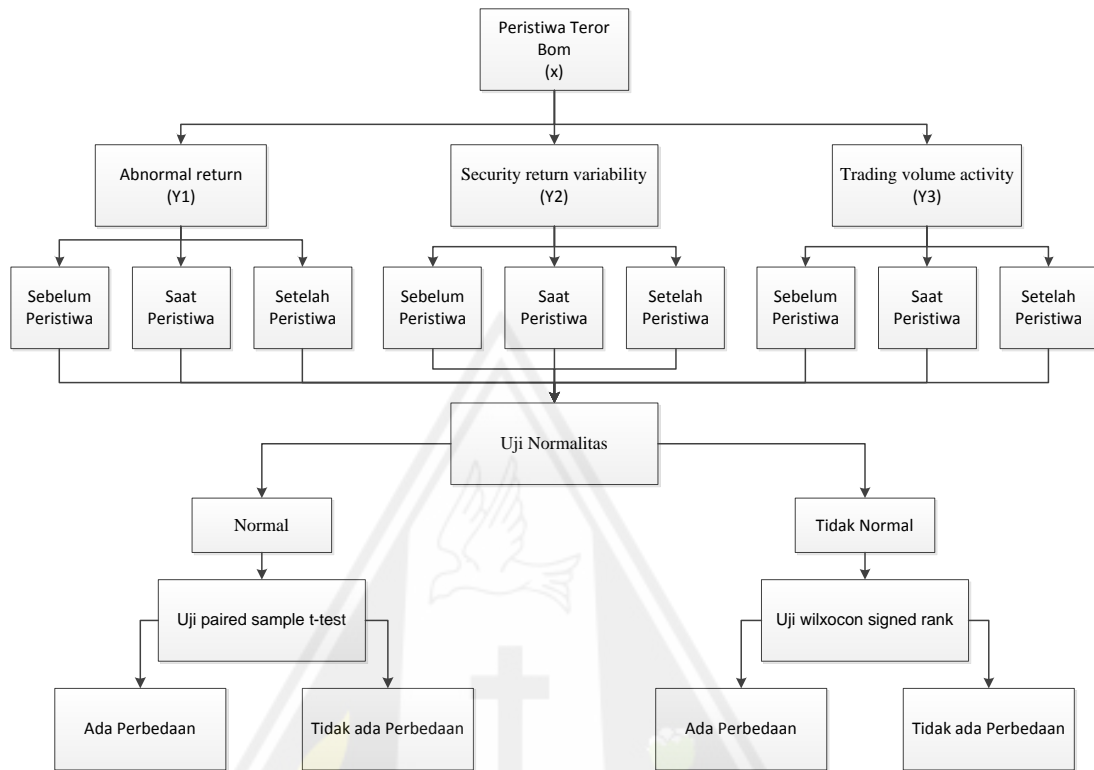 Peristiwa Teror
Bom
(x)
Abnormal return
(Y1)
Security return variability
(Y2)
Trading volume activity
(Y3)
Sebelum
Peristiwa
Saat
Peristiwa
Setelah
Peristiwa
Sebelum
Peristiwa
Saat
Peristiwa
Setelah
Peristiwa
Sebelum
Peristiwa
Saat
Peristiwa
Setelah
Peristiwa
Uji Normalitas
Normal
Tidak Normal
Uji paired sample t-test
Uji wilxocon signed rank
Ada Perbedaan
Tidak ada Perbedaan
Ada Perbedaan
Tidak ada Perbedaan